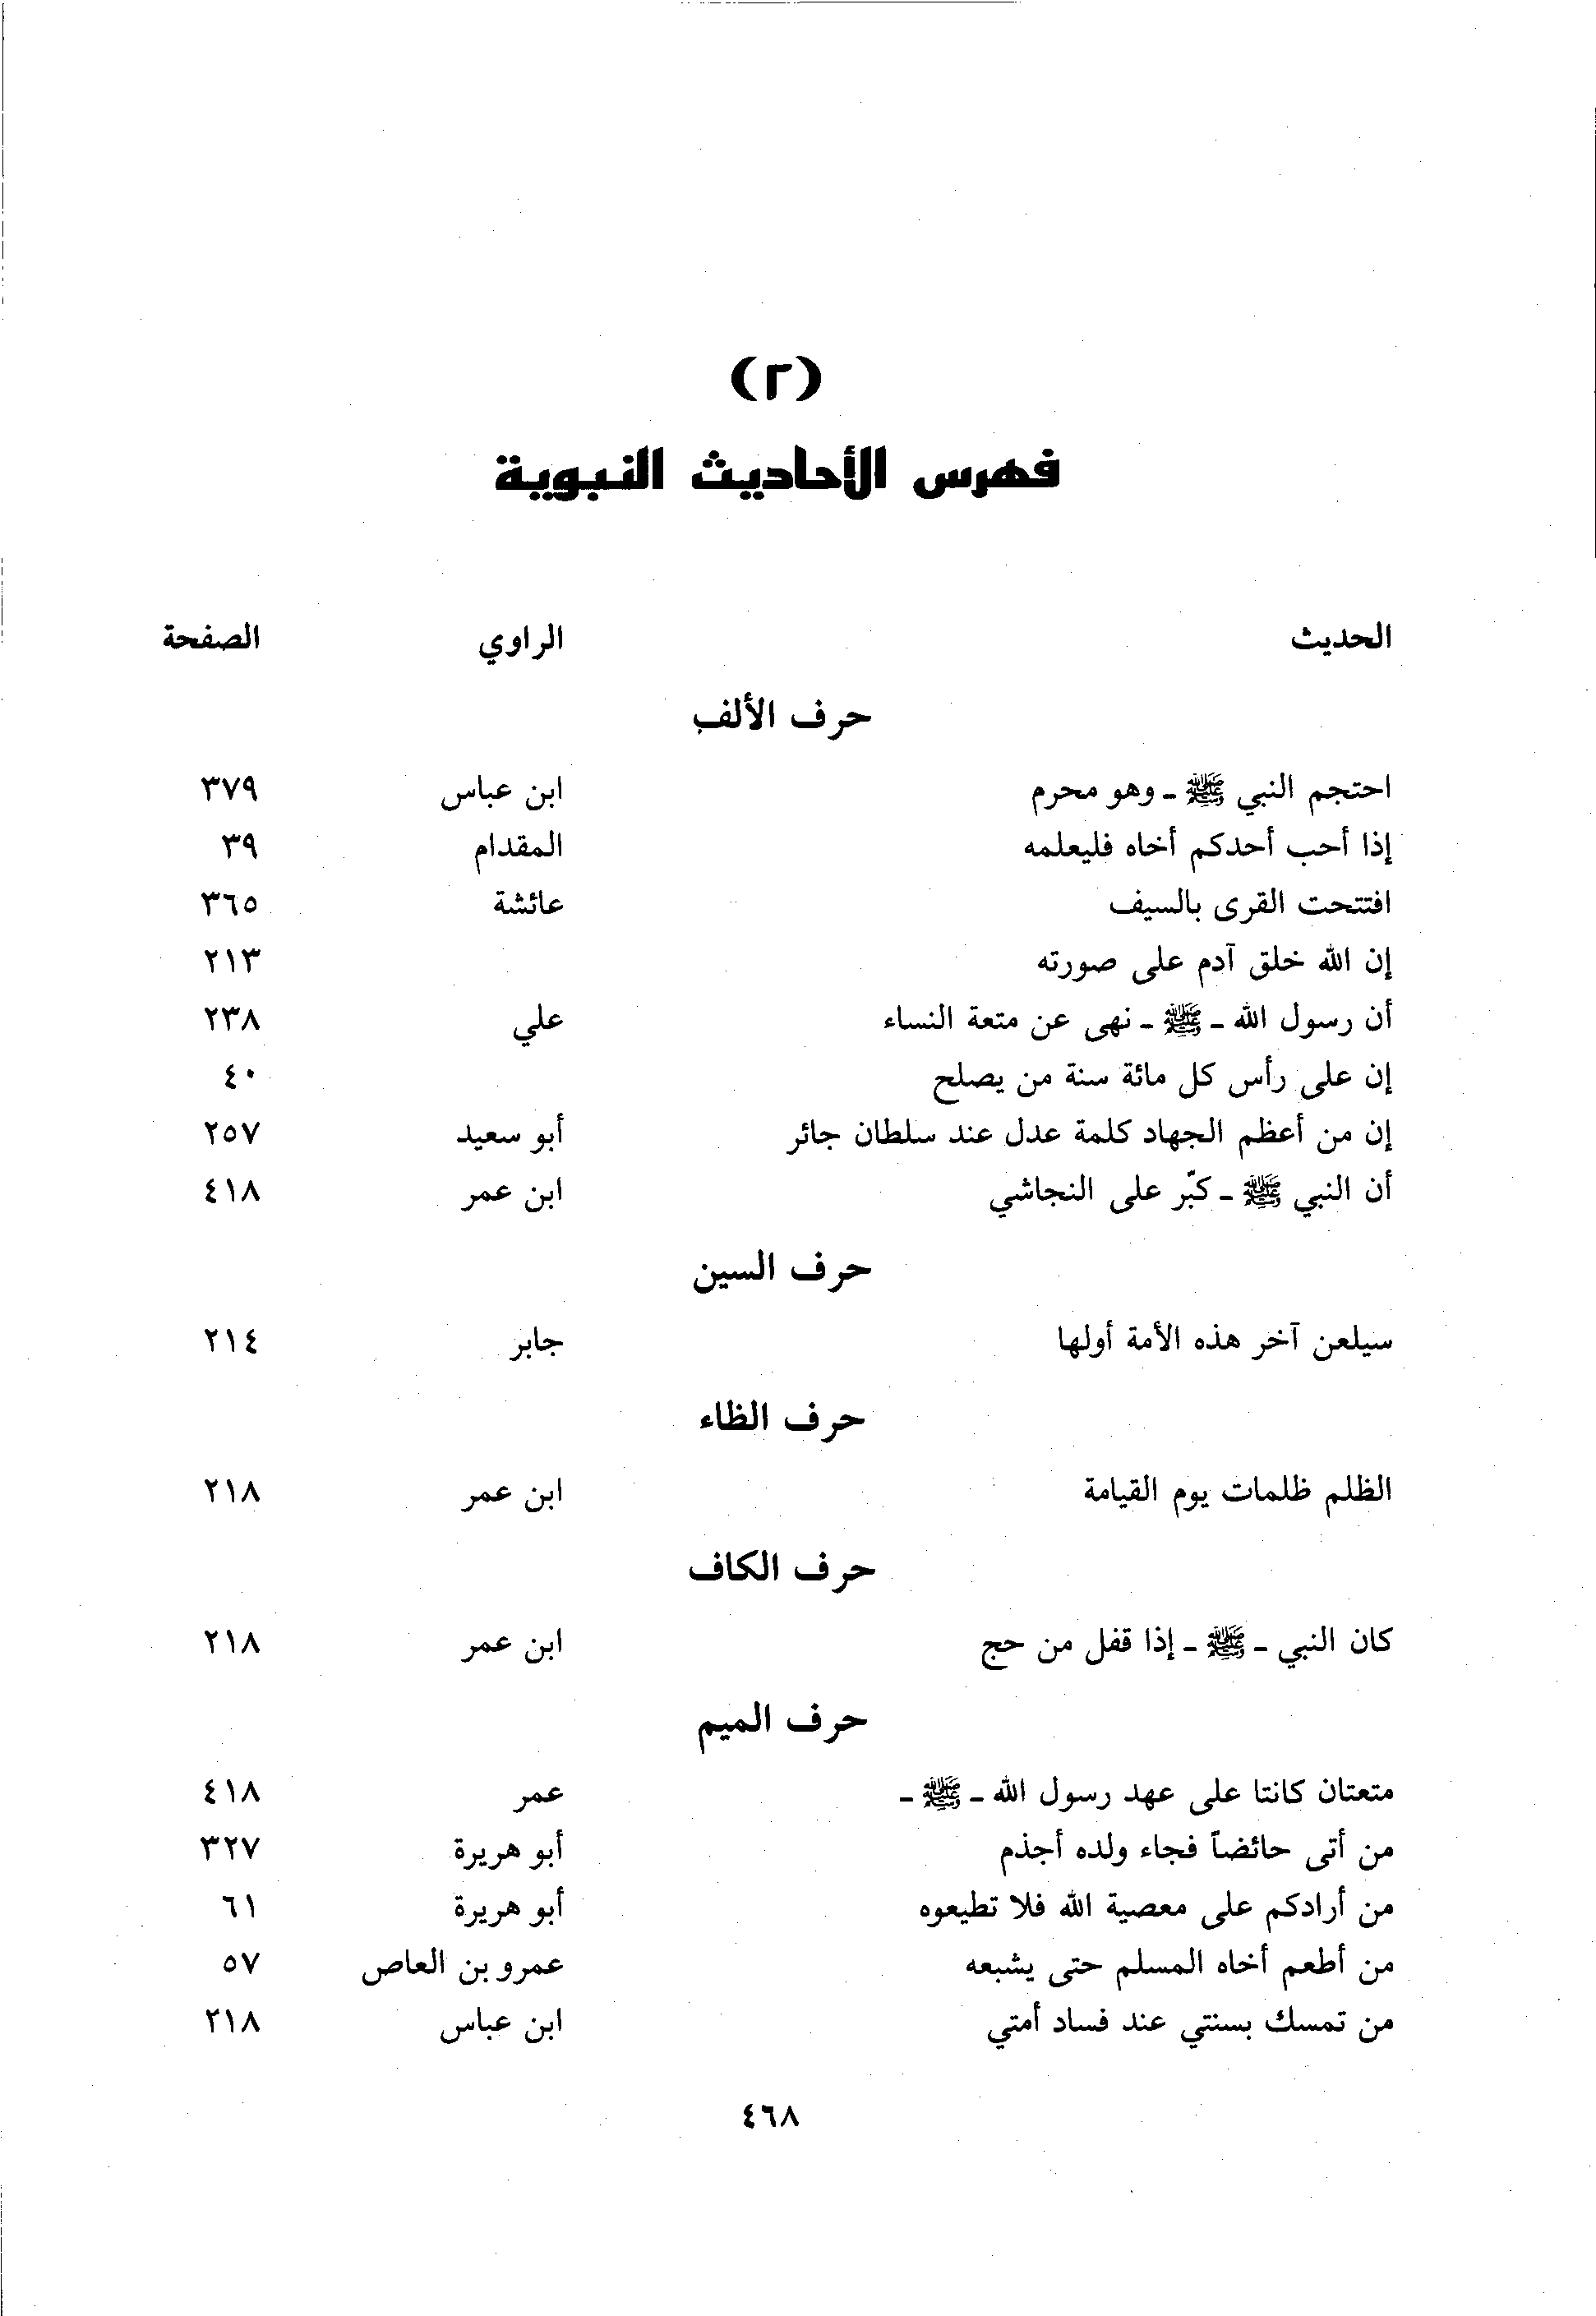 (٢)
فهرس الأحاديث النبوية
الحديث الراوي الصفحة
حرف الألف
احتجم النبي ﷺ - وهو محرم ابن عباس ٣٧٩
إذا أحب أحدكم أخاه فليعلمه المقدام ٣٩
افتتحت القرى بالسيف عائشة ٣٦٥
إن الله خلق آدم على صورته ٢١٣
أن رسول الله - ﷺ - نهى عن متعة النساء علي ٢٣٨
إن على رأس كل مائة سنة من يصلح ٤٠
إن من أعظم الجهاد كلمة عدل عند سلطان جائر أبو سعيد ٢٥٧
أن النبي ﷺ - كبّر على النجاشي ابن عمر ٤١٨
حرف السين
سيلعن آخر هذه الأمة أولها جابر ٢١٤
حرف الظاء
الظلم ظلمات يوم القيامة ابن عمر ٢١٨
حرف الكاف
كان النبي - ﷺ - إذا قفل من حج ابن عمر ٢١٨
حرف الميم
متعتان كانتا على عهد رسول الله - ﷺ - عمر ٤١٨
من أتى حائضاً فجاء ولده أجذم أبو هريرة ٣٢٧
من أرادكم على معصية الله فلا تطيعوه أبو هريرة ٦١
من أطعم أخاه المسلم حتى يشبعه عمرو بن العاص ٥٧
من تمسك بسنتي عند فساد أمتي ابن عباس ٢١٨
٤٦٨